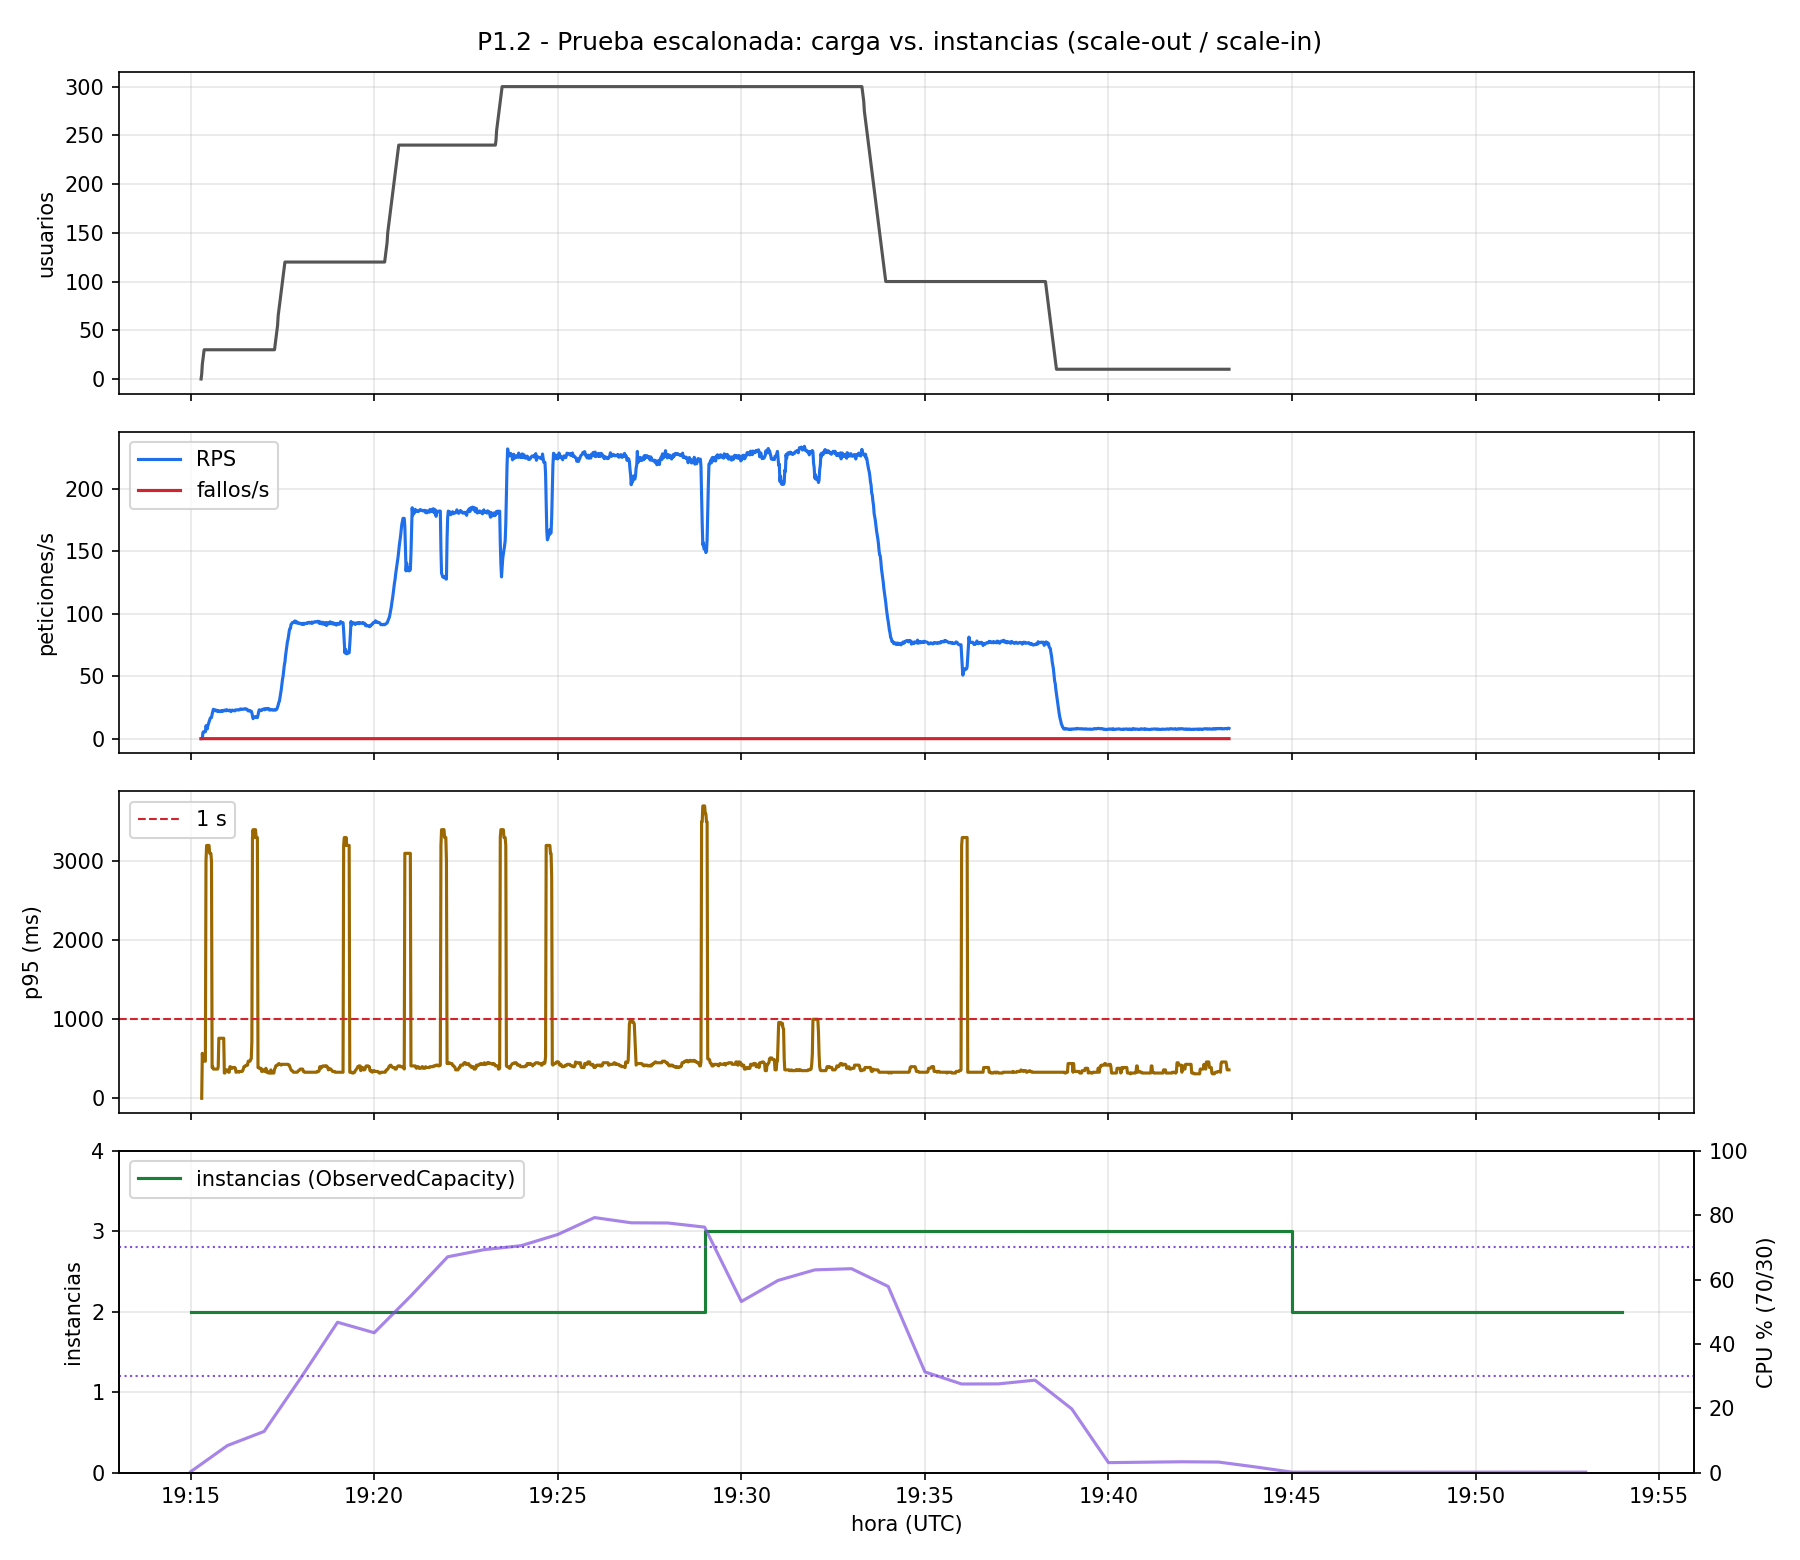 P1.2 - Prueba escalonada: carga vs. instancias (scale-out / scale-in)
300
250
200
150
100
50
0
usuarios
RPS
fallos/s
200
150
100
50
0
peticiones/s
1 s
3000
2000
1000
0
p95 (ms)
instancias (ObservedCapacity)
4
3
2
1
0
instancias
100
80
60
40
20
0
CPU % (70/30)
19:15 19:20 19:25 19:30 19:35 19:40 19:45 19:50 19:55
hora (UTC)